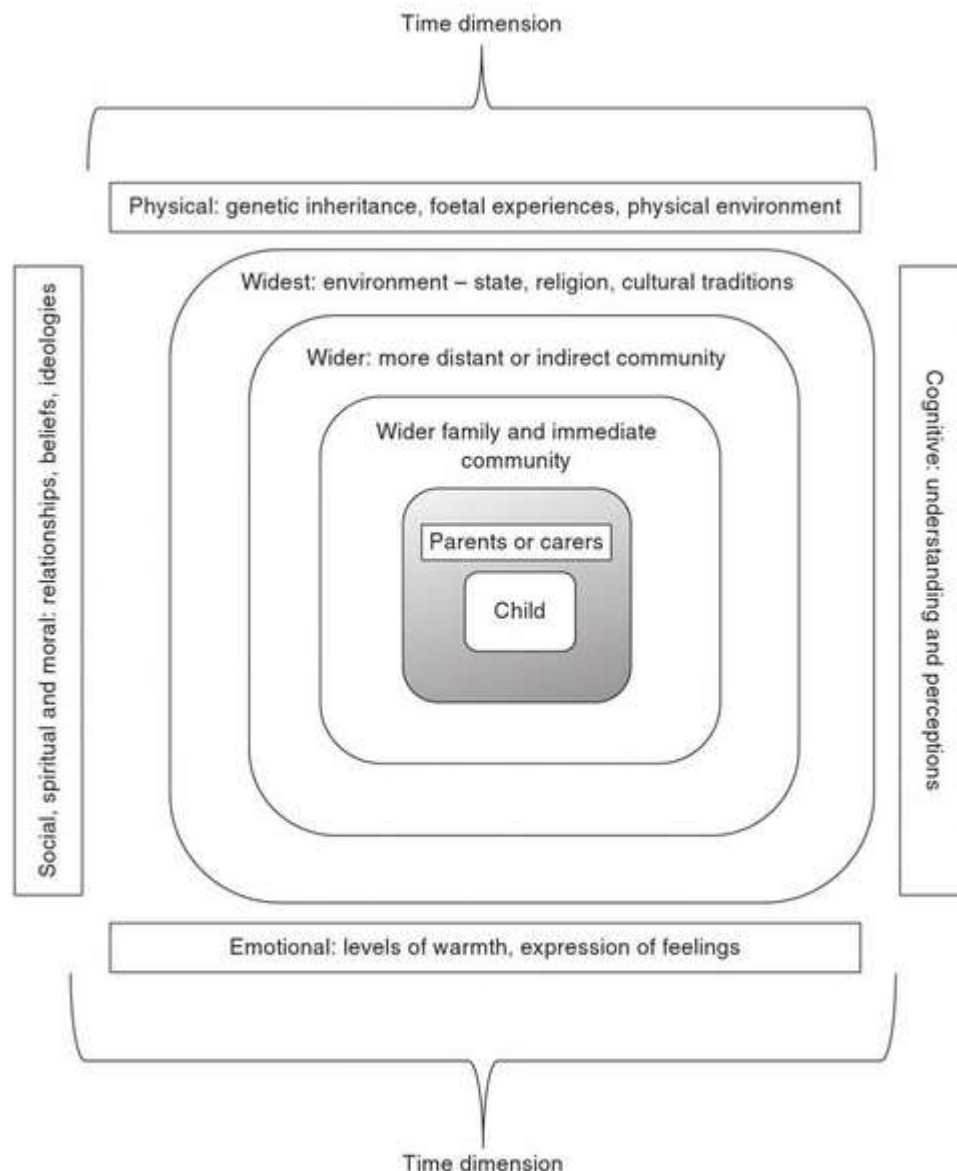 Time dimension
Physical: genetic inheritance, foetal experiences, physical environment
Widest: environment – state, religion, cultural traditions
Wider: more distant or indirect community
Wider family and immediate
community
Parents or carers
Child
Social, spiritual and moral: relationships, beliefs, ideologies
Cognitive: understanding and perceptions
Emotional: levels of warmth, expression of feelings
Time dimension